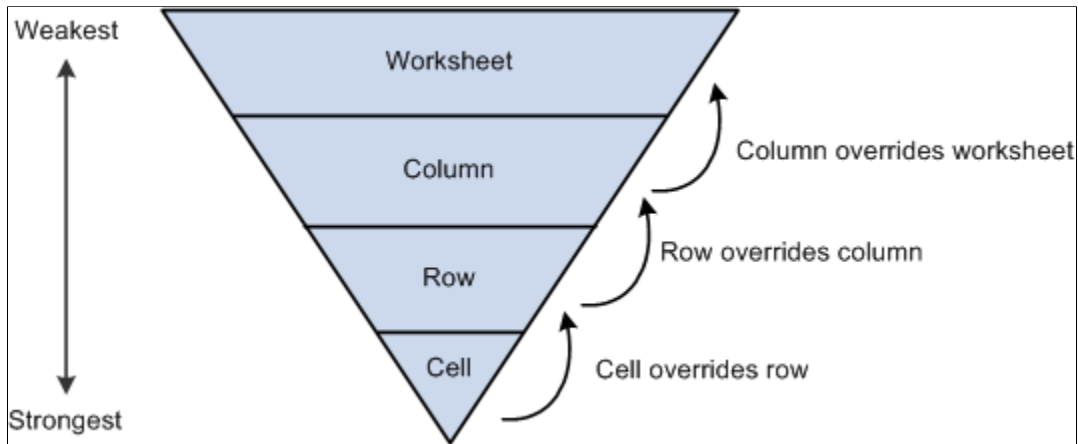 Weakest
Worksheet
Column overrides worksheet
Column
Row overrides column
Row
Cell
Cell overrides row
Strongest